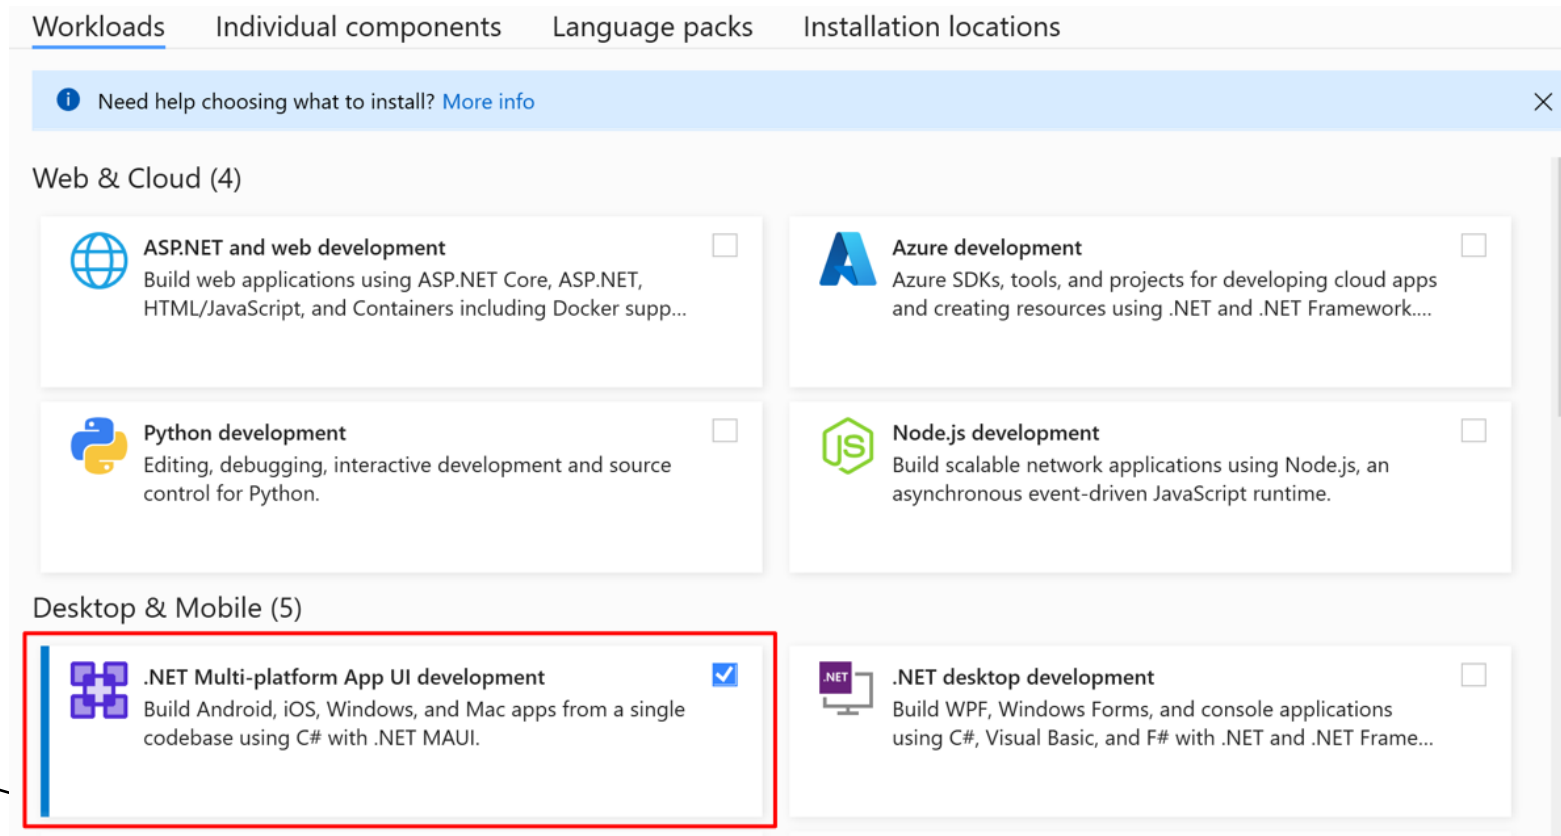 Workloads Individual components Language packs Installation locations
Need help choosing what to install? More info
Web & Cloud (4)
ASP.NET and web development
Build web applications using ASP.NET Core, ASP.NET,
HTML/JavaScript, and Containers including Docker supp...
Azure development
Azure SDKs, tools, and projects for developing cloud apps
and creating resources using .NET and .NET Framework....
Python development
Editing, debugging, interactive development and source
control for Python.
JS
Node.js development
Build scalable network applications using Node.js, an
asynchronous event-driven JavaScript runtime.
Desktop & Mobile (5)
.NET Multi-platform App UI development
Build Android, iOS, Windows, and Mac apps from a single
codebase using C# with .NET MAUI.
.NET
.NET desktop development
Build WPF, Windows Forms, and console applications
using C#, Visual Basic, and F# with .NET and .NET Frame...